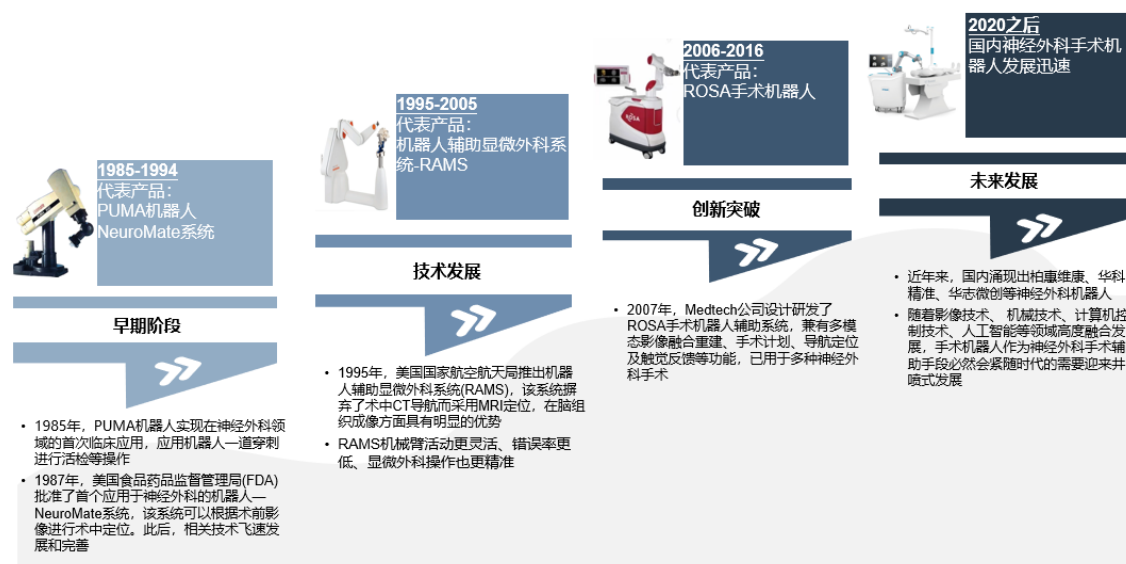 1985-1994
代表产品：
PUMA机器人
NeuroMate系统
早期阶段
• 1985年，PUMA机器人实现在神经外科领
域的首次临床应用，应用机器人—道穿刺
进行活检等操作
• 1987年，美国食品药品监督管理局(FDA)
批准了首个应用于神经外科的机器人—
NeuroMate系统，该系统可以根据术前影
像进行术中定位。此后，相关技术飞速发
展和完善
1995-2005
代表产品：
机器人辅助显微外科系
统-RAMS
技术发展
• 1995年，美国国家航空航天局推出机器
人辅助显微外科系统(RAMS)，该系统摒
弃了术中CT导航而采用MRI定位，在脑组
织成像方面具有明显的优势
• RAMS机械臂活动更灵活、错误率更
低、显微外科操作也更精准
2006-2016
代表产品：
ROSA手术机器人
ROSA
创新突破
• 2007年，Medtech公司设计研发了
ROSA手术机器人辅助系统，兼有多模
态影像融合重建、手术计划、导航定位
及触觉反馈等功能，已用于多种神经外
科手术
2020之后
国内神经外科手术机
器人发展迅速
未来发展
• 近年来，国内涌现出柏惠维康、华科
精准、华志微创等神经外科机器人
• 随着影像技术、 机械技术、计算机控
制技术、人工智能等领域高度融合发
展，手术机器人作为神经外科手术辅
助手段必然会紧随时代的需要迎来井
喷式发展